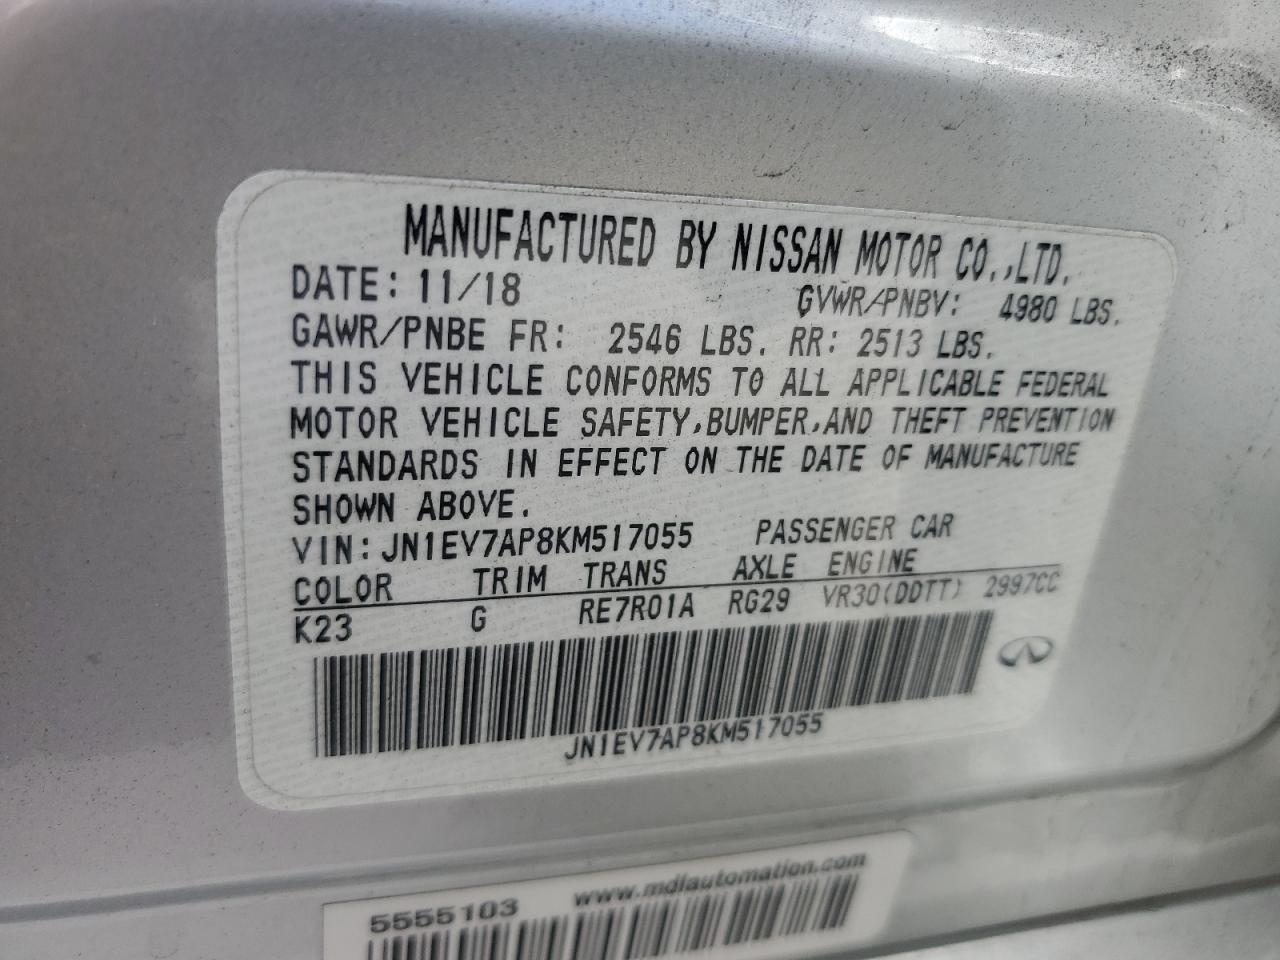 MANUFACTURED BY NISSAN MOTOR CO.,LTD.
DATE: 11/18 GVWR/PNBV: 4980 LBS.
GAWR/PNBE FR: 2546 LBS. RR: 2513 LBS.
THIS VEHICLE CONFORMS TO ALL APPLICABLE FEDERAL
MOTOR VEHICLE SAFETY,BUMPER,AND THEFT PREVENTION
STANDARDS IN EFFECT ON THE DATE OF MANUFACTURE
SHOWN ABOVE.
VIN: JN1EV7AP8KM517055 PASSENGER CAR
COLOR TRIM TRANS AXLE ENGINE
K23 G RE7R01A RG29 VR30(DDTT) 2997CC
JN1EV7AP8KM517055
5555103 www.mdiautomation.com